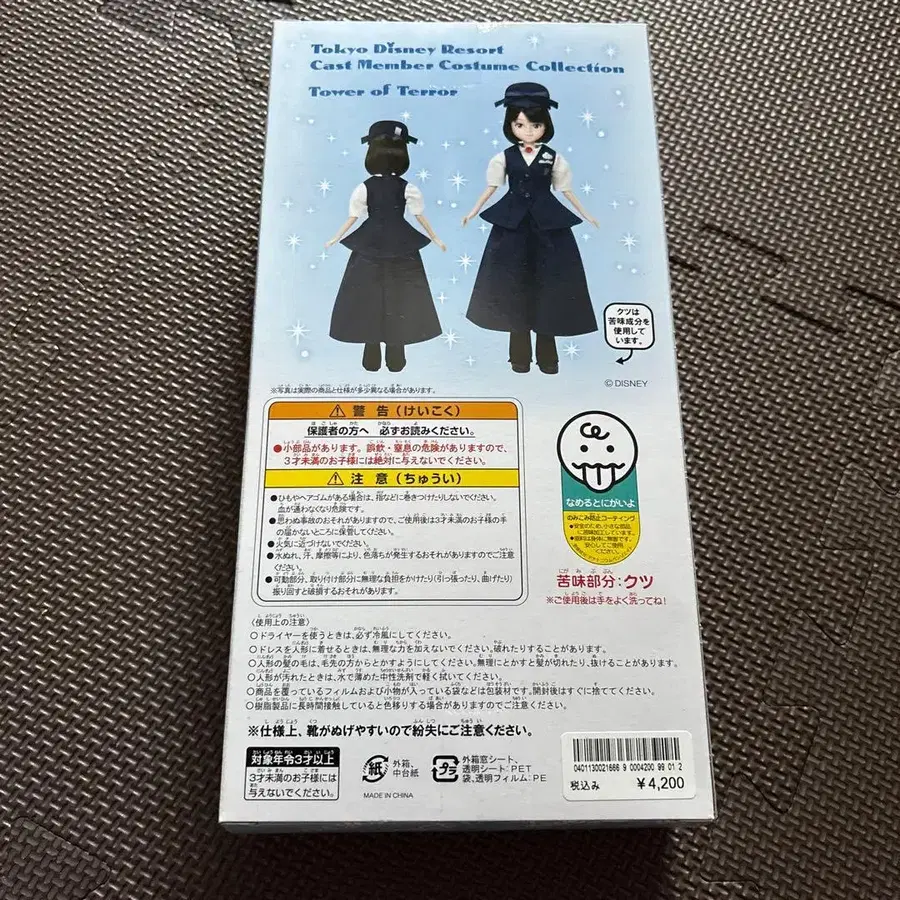 Tokyo Disney Resort
Cast Member Costume Collection
Tower of Terror
クツは
苦味成分を
使用して
います。
© DISNEY
※写真は実際の商品と仕様が多少異なる場合があります。
⚠ 警告(けいこく)
保護者の方へ 必ずお読みください。
●小部品があります。誤飲・窒息の危険がありますので、
3才未満のお子様には絶対に与えないでください。
⚠ 注意(ちゅうい)
●ひもやヘアゴムがある場合は、指などに巻きつけたりしないでください。
血が通わなくなり危険です。
●思わぬ事故のおそれがありますので、ご使用後は3才未満のお子様の手
の届かないところに保管してください。
●火気に近づけないでください。
●水ぬれ、汗、摩擦等により、色落ちが発生するおそれがありますのでご注意
ください。
●可動部分、取り付け部分に無理な負担をかけたり(引っ張ったり、曲げたり)
振り回すと破損するおそれがあります。
なめるとにがいよ
のみこみ防止コーティング
苦味部分:クツ
※ご使用後は手をよく洗ってね!
〈使用上の注意〉
○ドライヤーを使うときは、必ず冷風にしてください。
○ドレスを人形に着せるときは、無理な力を加えないでください。破れたりすることがあります。
○人形の髪の毛は、毛先の方からとかすようにしてください。無理にとかすと髪が切れたり、抜けることがあります。
○人形が汚れたときは、水で薄めた中性洗剤で軽く拭いてください。
○商品を覆っているフィルムおよび小物が入っている袋などは包装材です。開封後はすぐに捨ててください。
○樹脂製品に長時間接触していると色移りする場合がありますのでご注意ください。
※仕様上、靴がぬげやすいので紛失にご注意ください。
対象年令3才以上
3才未満のお子様には
与えないでください。
紙
外箱、
中台紙
プラ
外箱窓シート、
透明シート:PET
袋、透明フィルム:PE
MADE IN CHINA
0401130021666 9 0004200 99 01 2
税込み ¥4,200